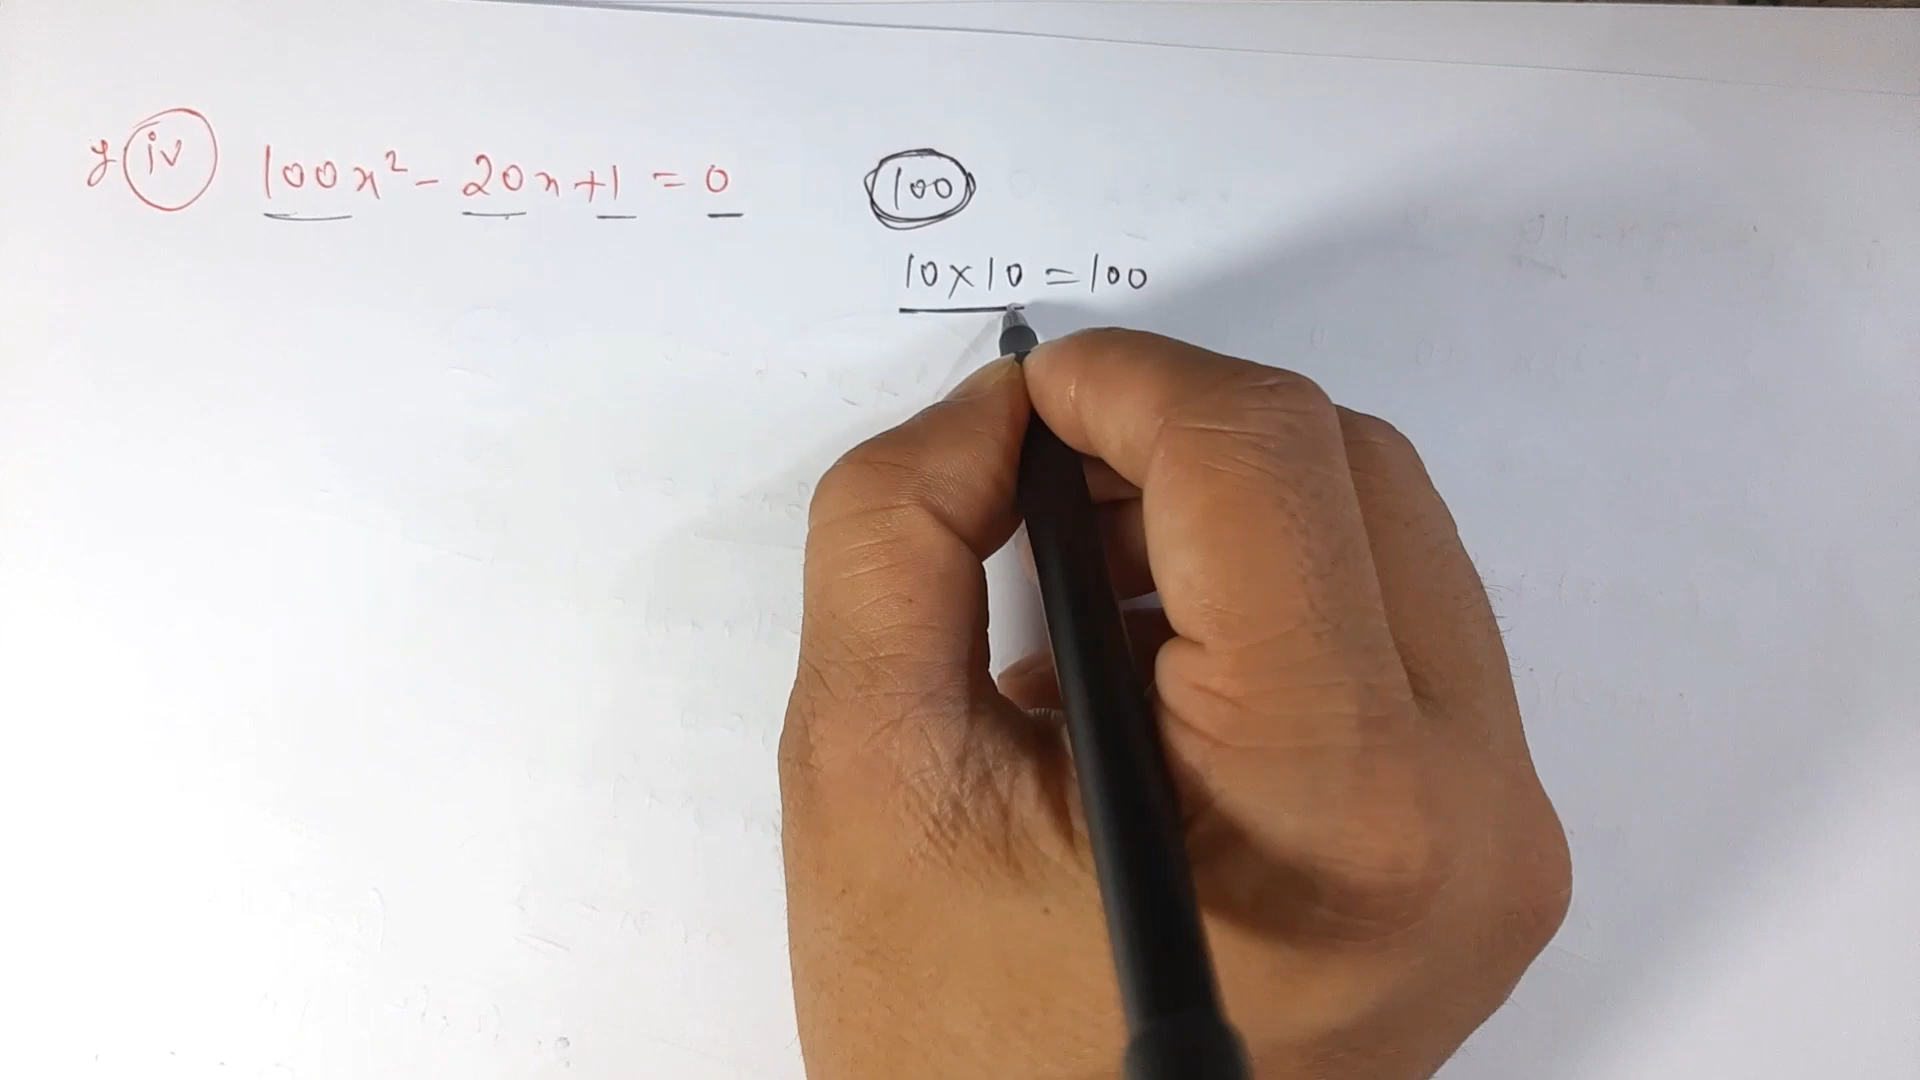 iv 100x² - 20x + 1 = 0
100
10 × 10 = 100